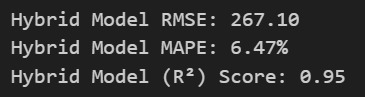 Hybrid Model RMSE: 267.10
Hybrid Model MAPE: 6.47%
Hybrid Model (R²) Score: 0.95